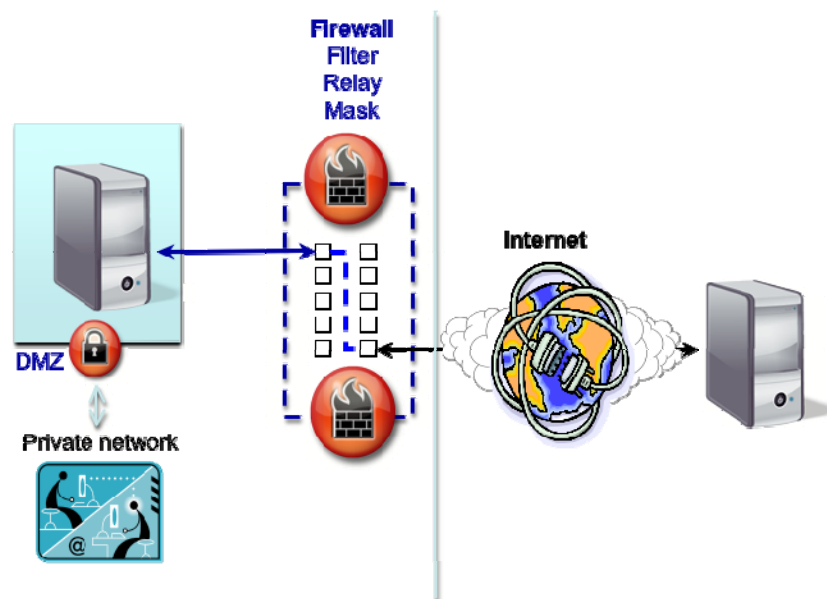 Firewall
Filter
Relay
Mask
Internet
DMZ
Private network
@